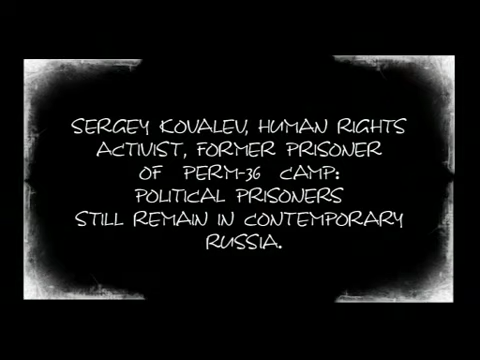 SERGEY KOVALEV, HUMAN RIGHTS
ACTIVIST, FORMER PRISONER
OF PERM-36 CAMP:
POLITICAL PRISONERS
STILL REMAIN IN CONTEMPORARY
RUSSIA.